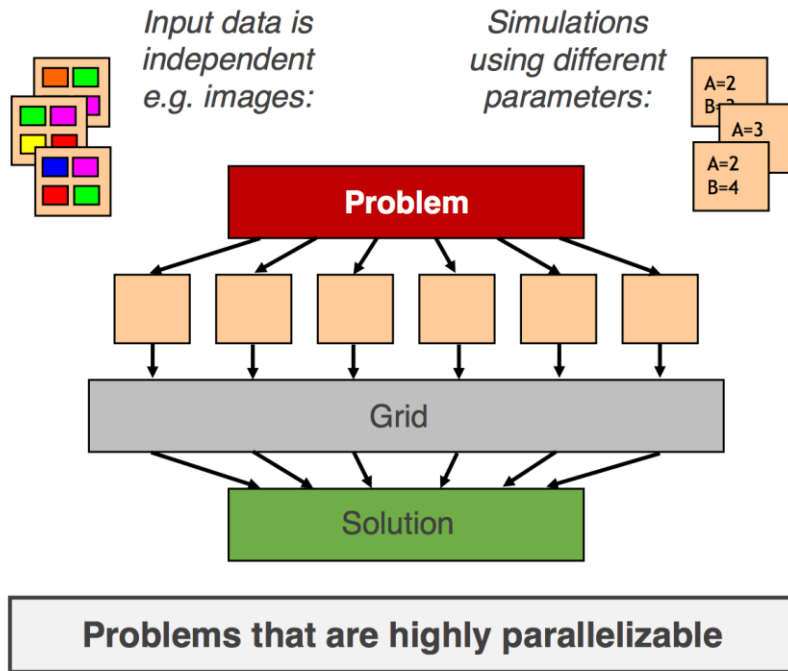 Input data is
independent
e.g. images:
Simulations
using different
parameters:
A=2
A=3
A=2
B=4
Problem
Grid
Solution
Problems that are highly parallelizable